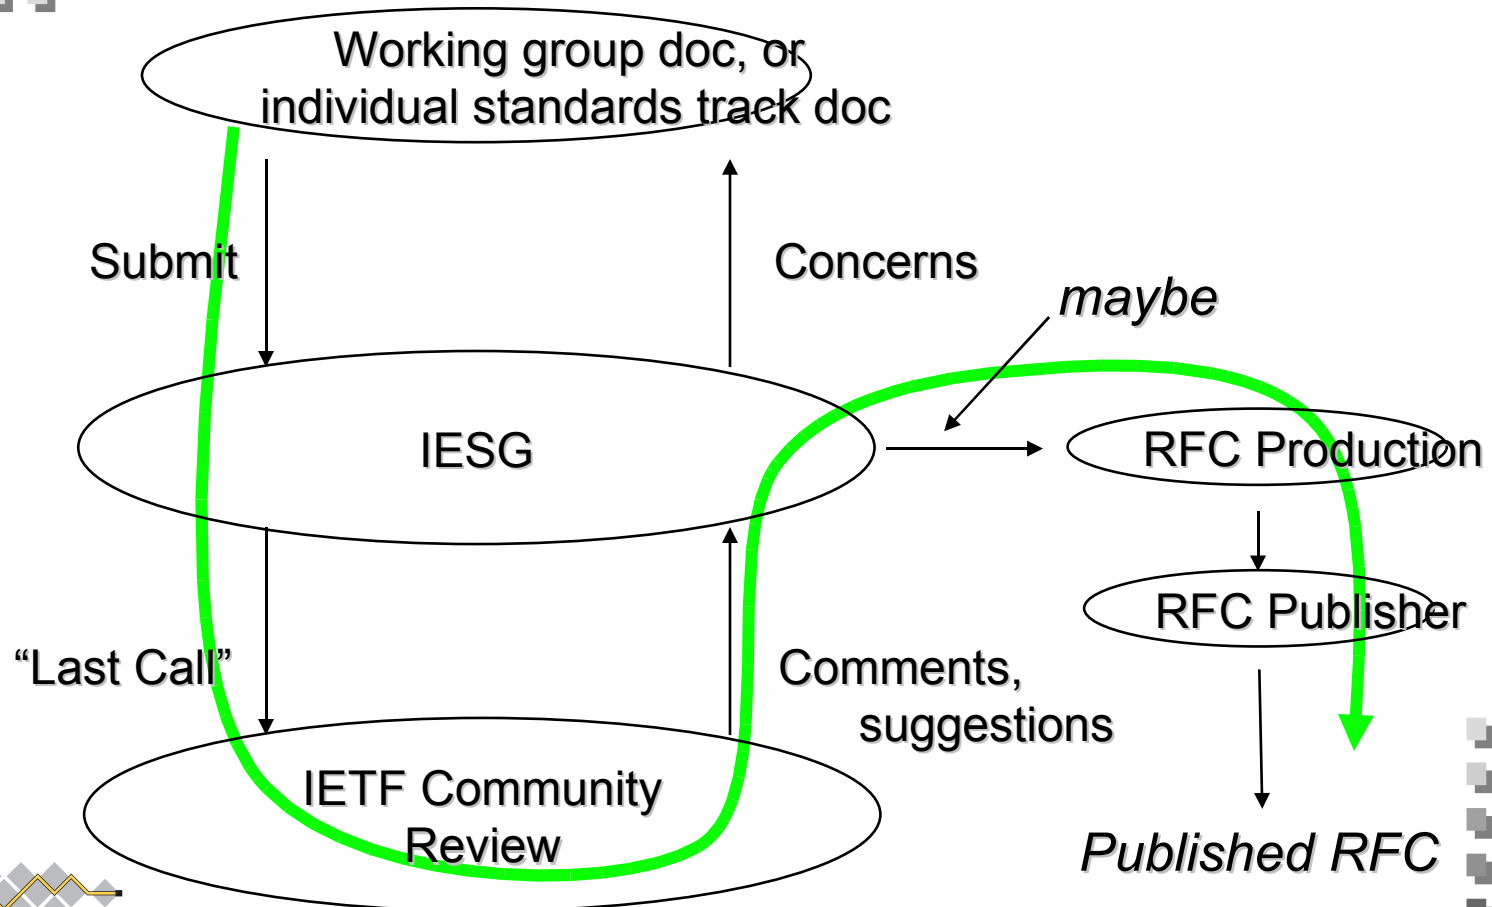 Working group doc, or
individual standards track doc
Submit
Concerns
maybe
IESG
RFC Production
RFC Publisher
“Last Call”
Comments,
suggestions
IETF Community
Review
Published RFC